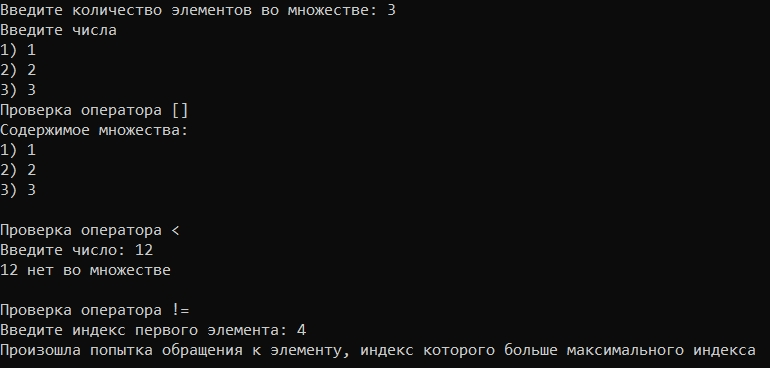 Введите количество элементов во множестве: 3
Введите числа
1) 1
2) 2
3) 3
Проверка оператора []
Содержимое множества:
1) 1
2) 2
3) 3
Проверка оператора <
Введите число: 12
12 нет во множестве
Проверка оператора !=
Введите индекс первого элемента: 4
Произошла попытка обращения к элементу, индекс которого больше максимального индекса